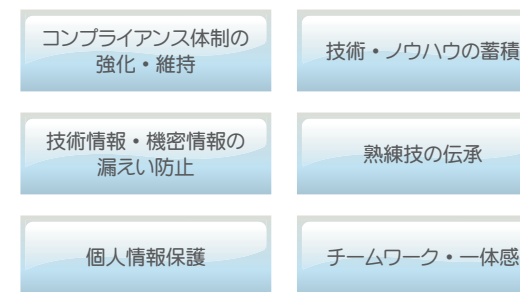 コンプライアンス体制の
強化・維持
技術・ノウハウの蓄積
技術情報・機密情報の
漏えい防止
熟練技の伝承
個人情報保護
チームワーク・一体感